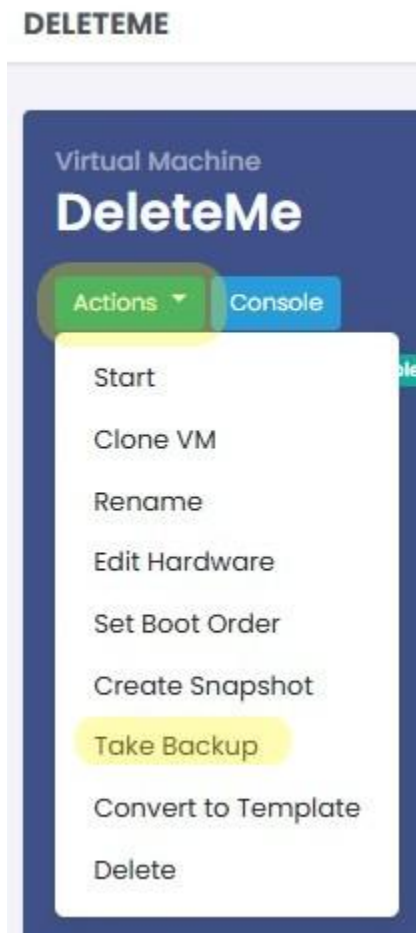 DELETEME
Virtual Machine
DeleteMe
Actions Console
Start
Clone VM
Rename
Edit Hardware
Set Boot Order
Create Snapshot
Take Backup
Convert to Template
Delete